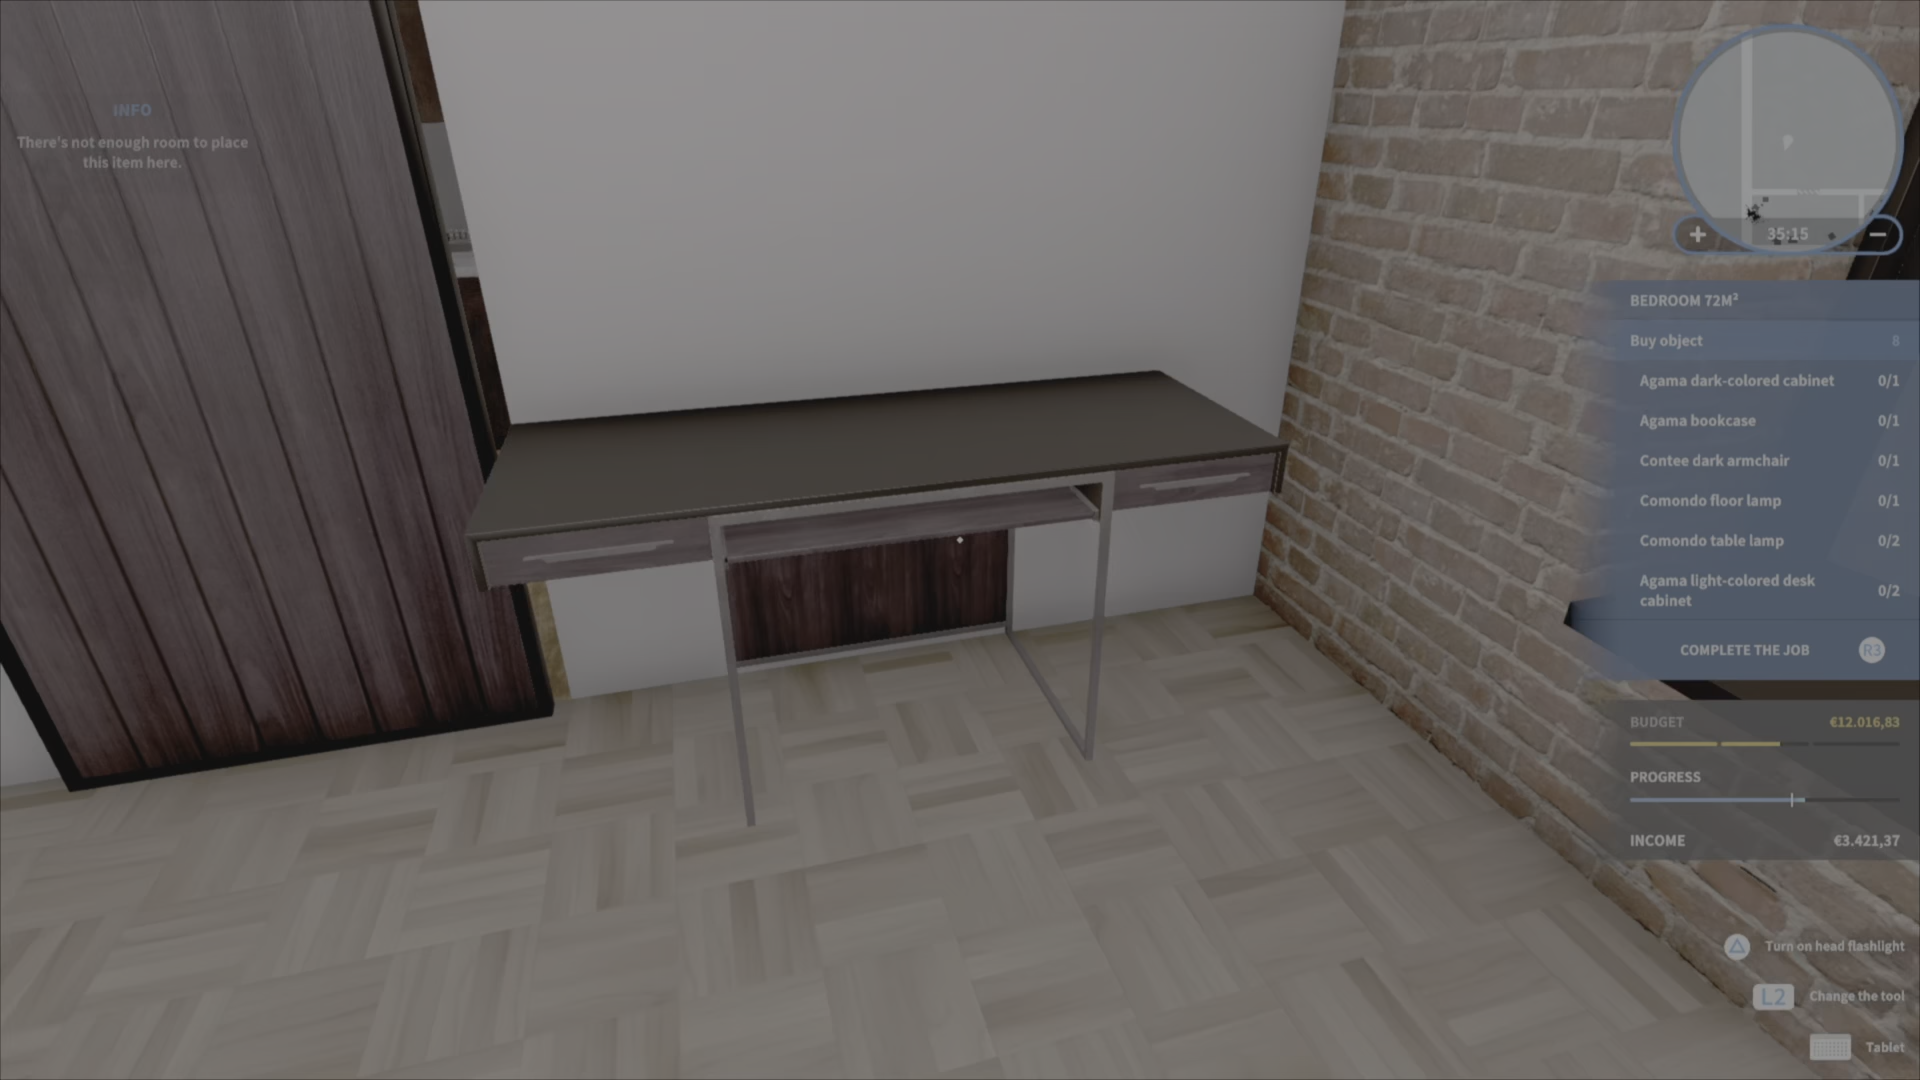 INFO
There's not enough room to place
this item here.
35:15
BEDROOM 72M²
Buy object 8
Agama dark-colored cabinet 0/1
Agama bookcase 0/1
Contee dark armchair 0/1
Comondo floor lamp 0/1
Comondo table lamp 0/2
Agama light-colored desk
cabinet 0/2
COMPLETE THE JOB R3
BUDGET €12.016,83
PROGRESS
INCOME €3.421,37
Turn on head flashlight
L2 Change the tool
Tablet